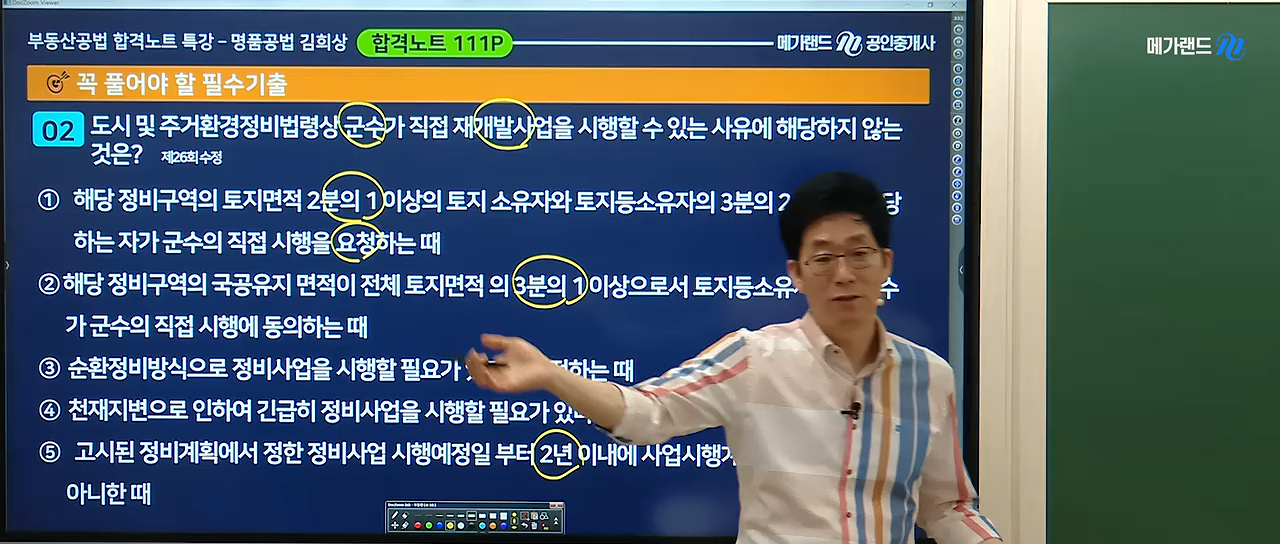 DocZoom Viewer
부동산공법 합격노트 특강 - 명품공법 김희상
합격노트 111P
메가랜드 공인중개사
메가랜드
꼭 풀어야 할 필수기출
02 도시 및 주거환경정비법령상 군수가 직접 재개발사업을 시행할 수 있는 사유에 해당하지 않는
것은? 제26회 수정
① 해당 정비구역의 토지면적 2분의 1 이상의 토지 소유자와 토지등소유자의 3분의 2
하는 자가 군수의 직접 시행을 요청하는 때
② 해당 정비구역의 국공유지 면적이 전체 토지면적 의 3분의 1 이상으로서
가 군수의 직접 시행에 동의하는 때
③ 순환정비방식으로 정비사업을 시행할 필요가 하는 때
④ 천재지변으로 인하여 긴급히 정비사업을 시행할 필요가
⑤ 고시된 정비계획에서 정한 정비사업 시행예정일 부터 2년 이내에
아니한 때